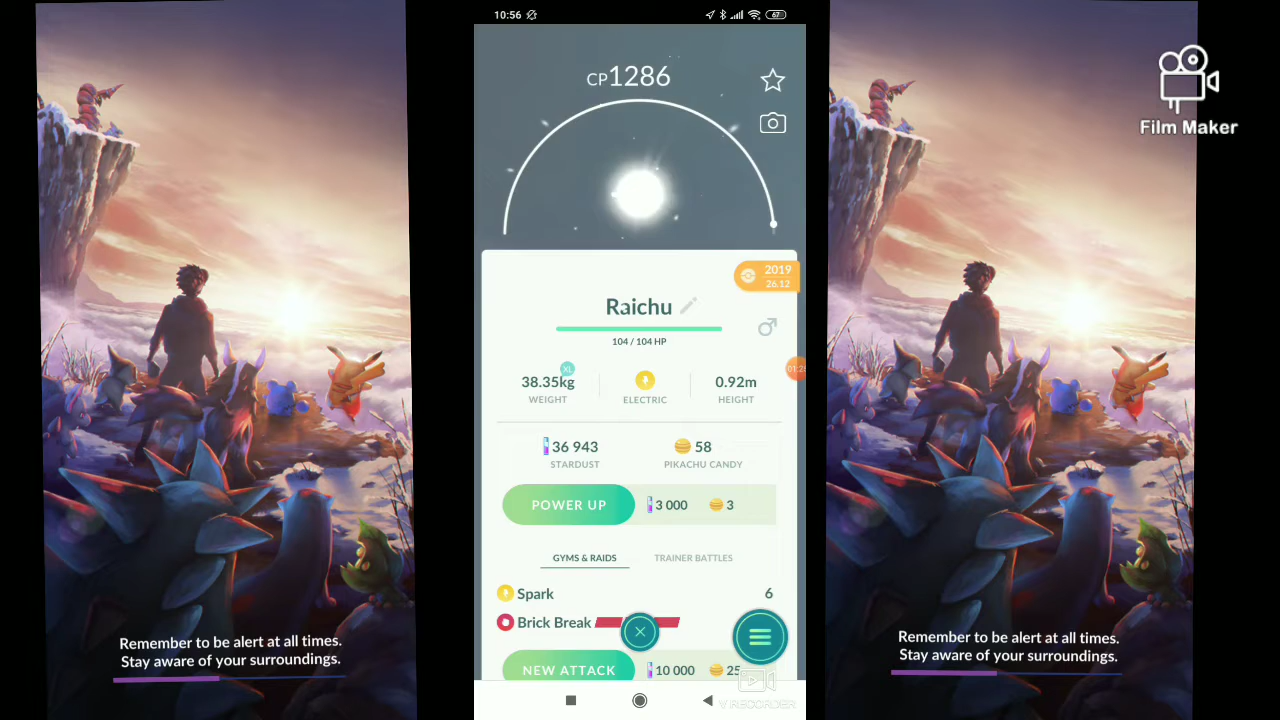 10:56
67
CP1286
Film Maker
2019
26.12
Raichu
104 / 104 HP
XL
38.35kg
0.92m
WEIGHT
ELECTRIC
HEIGHT
36 943
58
STARDUST
PIKACHU CANDY
POWER UP
3 000
3
GYMS & RAIDS
TRAINER BATTLES
Spark
6
Brick Break
NEW ATTACK
10 000
25
Remember to be alert at all times.
Stay aware of your surroundings.
Remember to be alert at all times.
Stay aware of your surroundings.